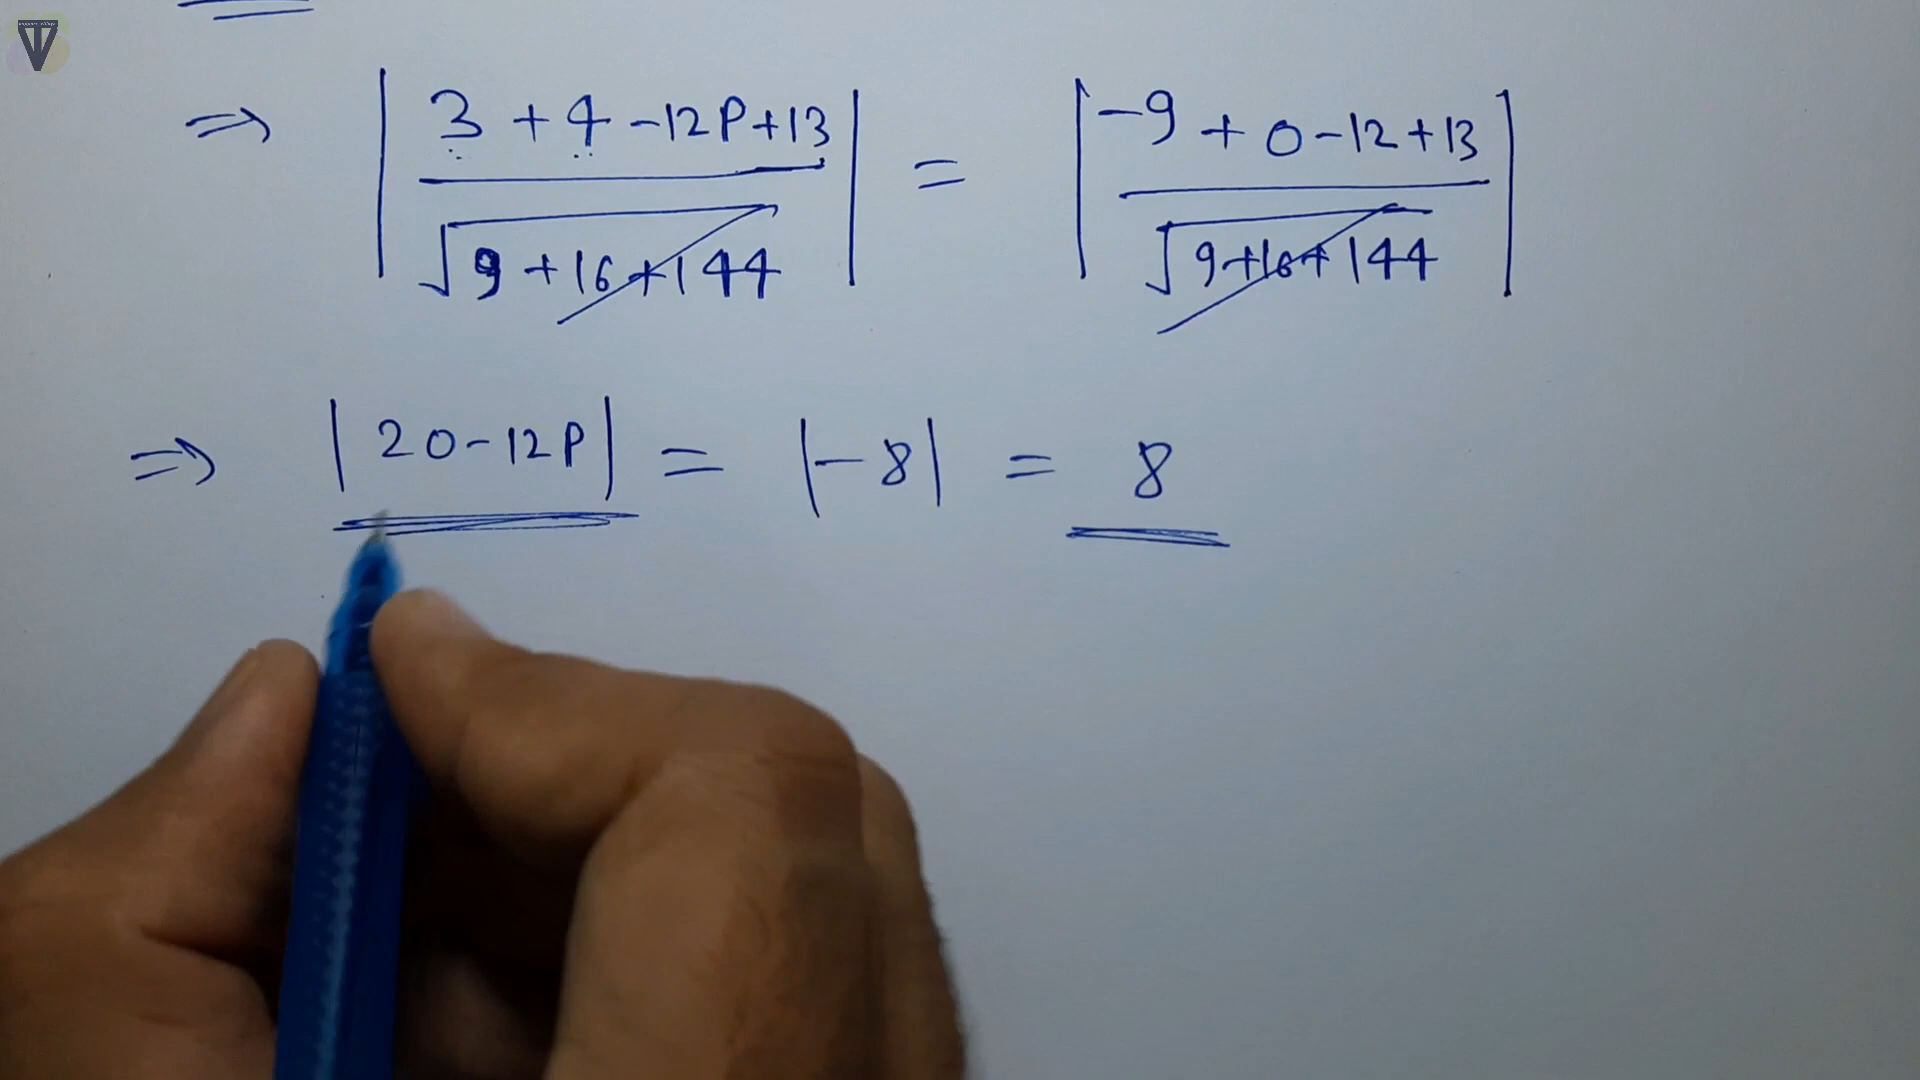 ⇒ | 3 + 4 - 12P + 13 / √9 + 16 + 144 | = | -9 + 0 - 12 + 13 / √9 + 16 + 144 |
⇒ | 20 - 12P | = |-8| = 8